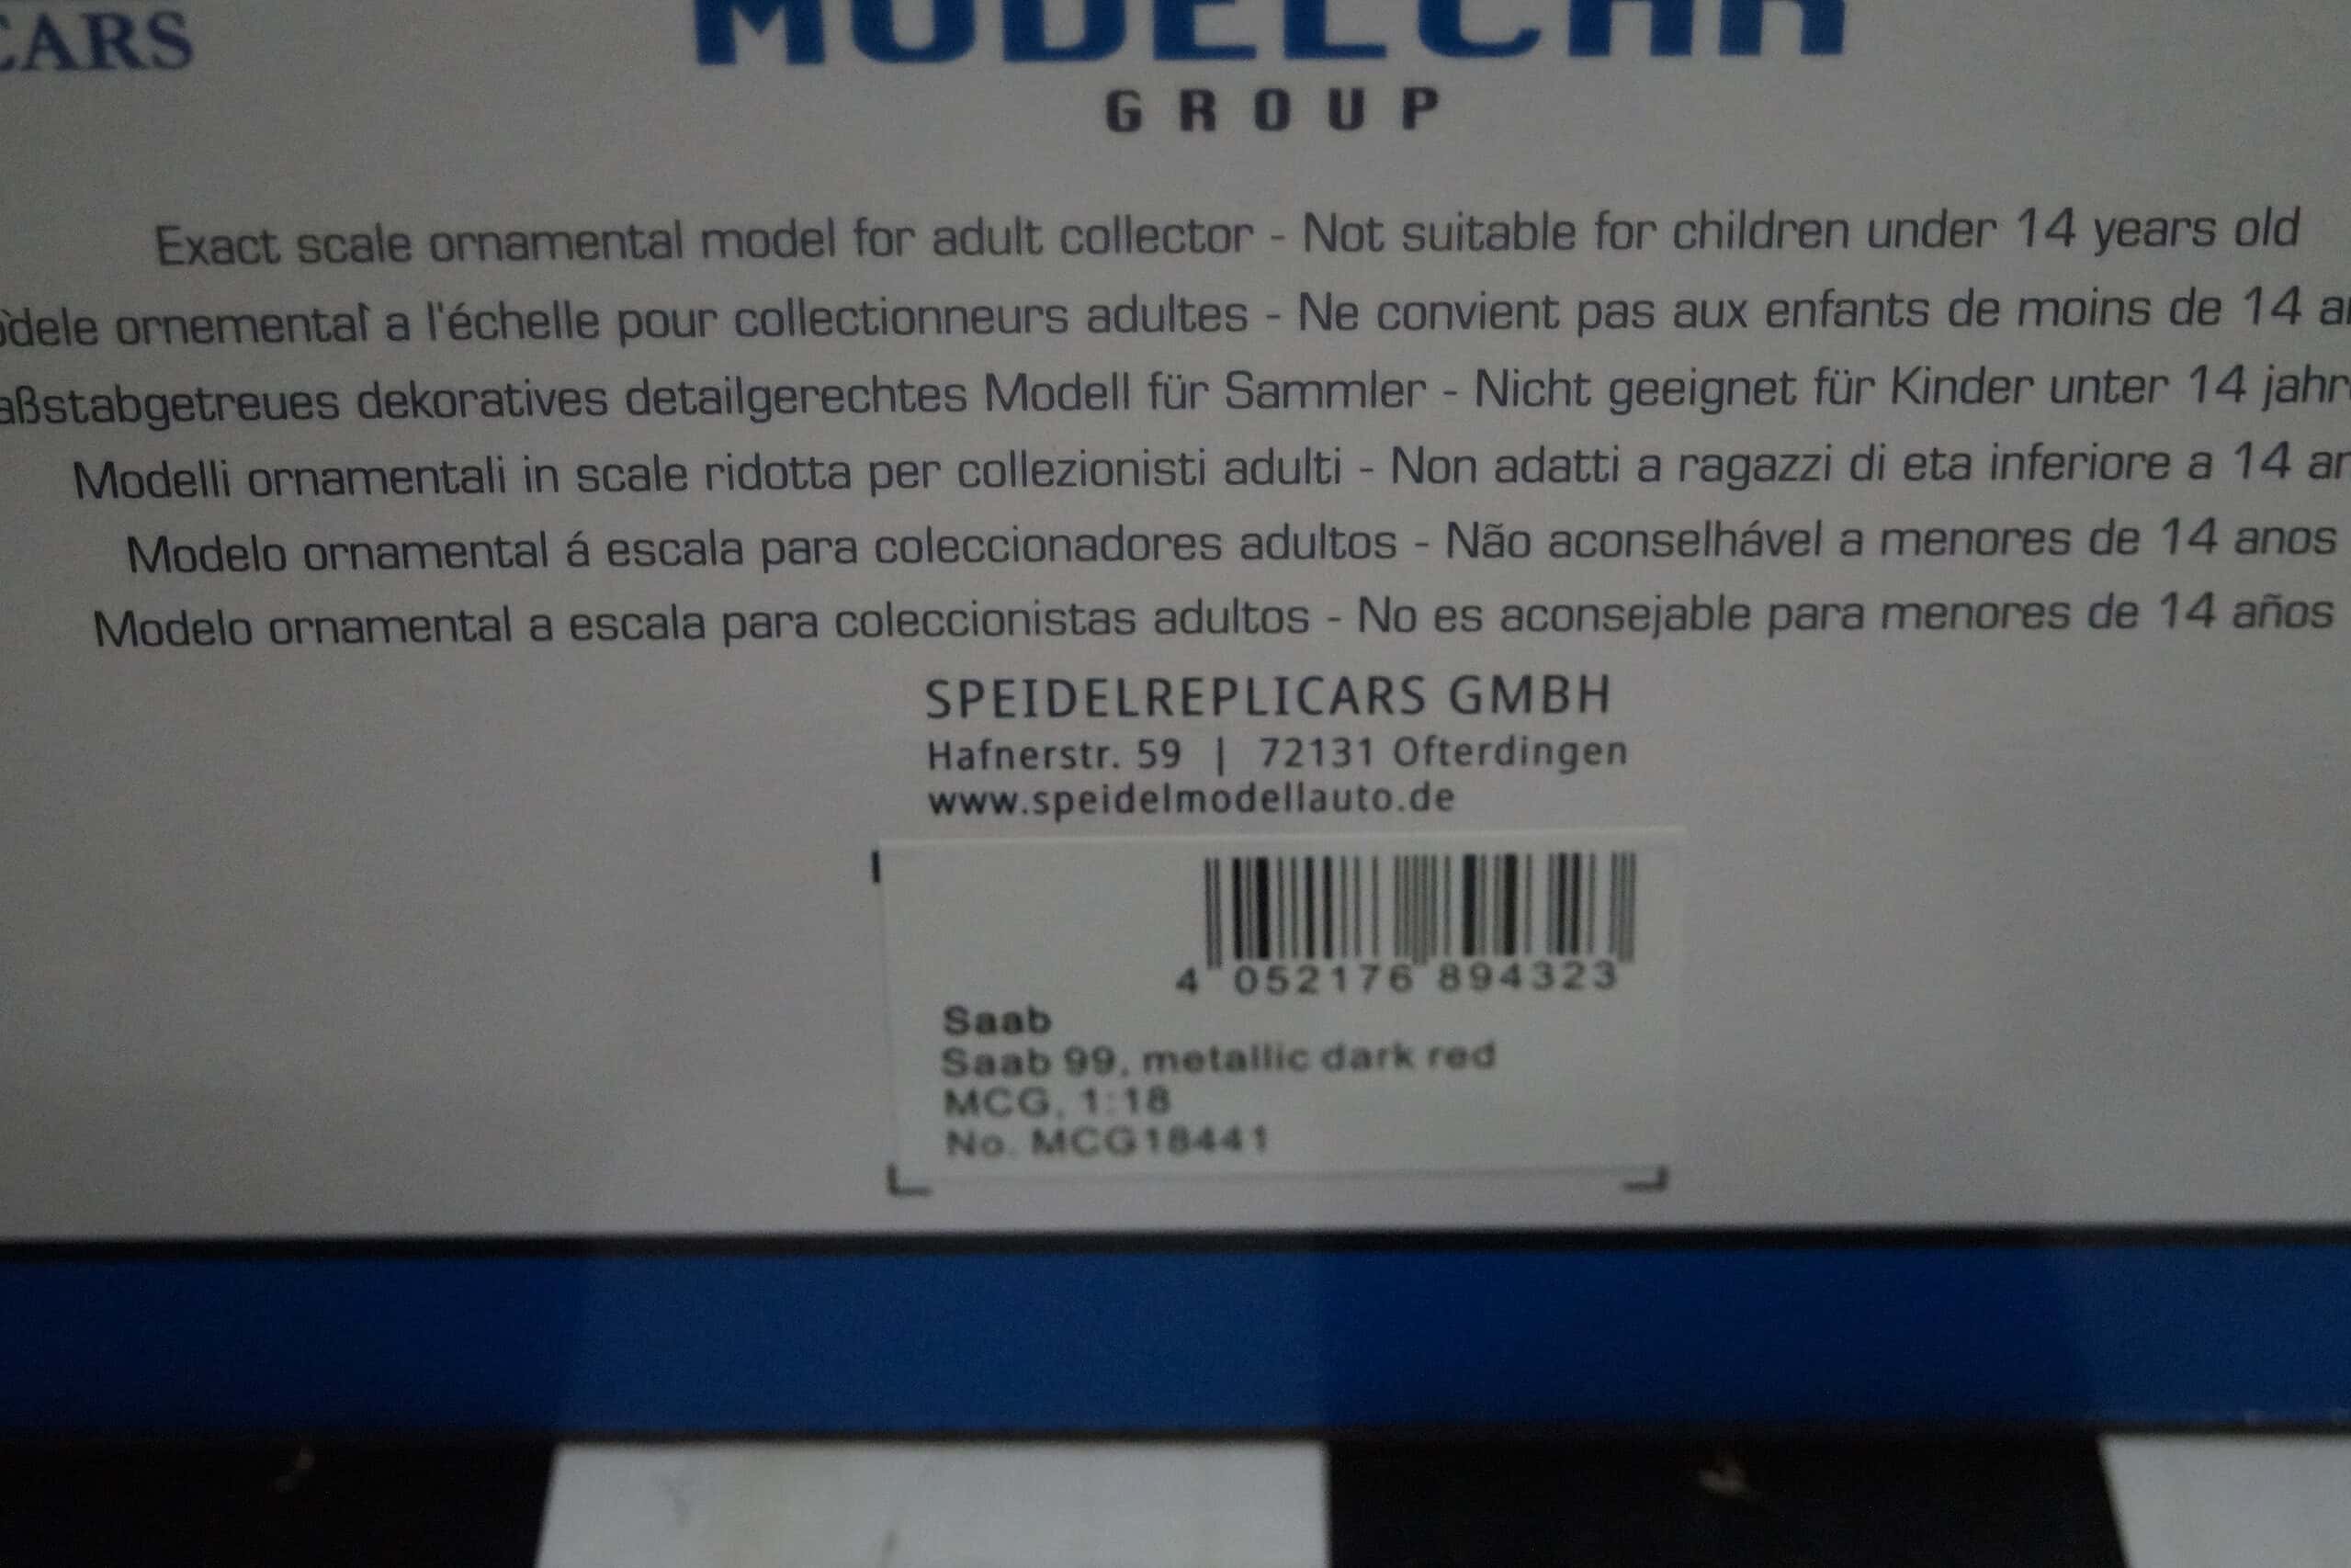 CARS
MODELCAR
GROUP
Exact scale ornamental model for adult collector - Not suitable for children under 14 years old
òdele ornemental a l'échelle pour collectionneurs adultes - Ne convient pas aux enfants de moins de 14 a
aßstabgetreues dekoratives detailgerechtes Modell für Sammler - Nicht geeignet für Kinder unter 14 jahr
Modelli ornamentali in scale ridotta per collezionisti adulti - Non adatti a ragazzi di eta inferiore a 14 an
Modelo ornamental á escala para coleccionadores adultos - Não aconselhável a menores de 14 anos
Modelo ornamental a escala para coleccionistas adultos - No es aconsejable para menores de 14 años
SPEIDELREPLICARS GMBH
Hafnerstr. 59 | 72131 Ofterdingen
www.speidelmodellauto.de
4 052176 894323
Saab
Saab 99, metallic dark red
MCG, 1:18
No. MCG18441